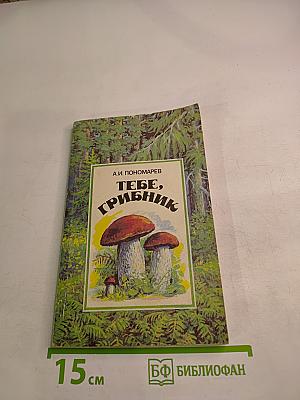 А.И. ПОНОМАРЕВ
ТЕБЕ,
ГРИБНИК
15 см
БФ БИБЛИОФАН